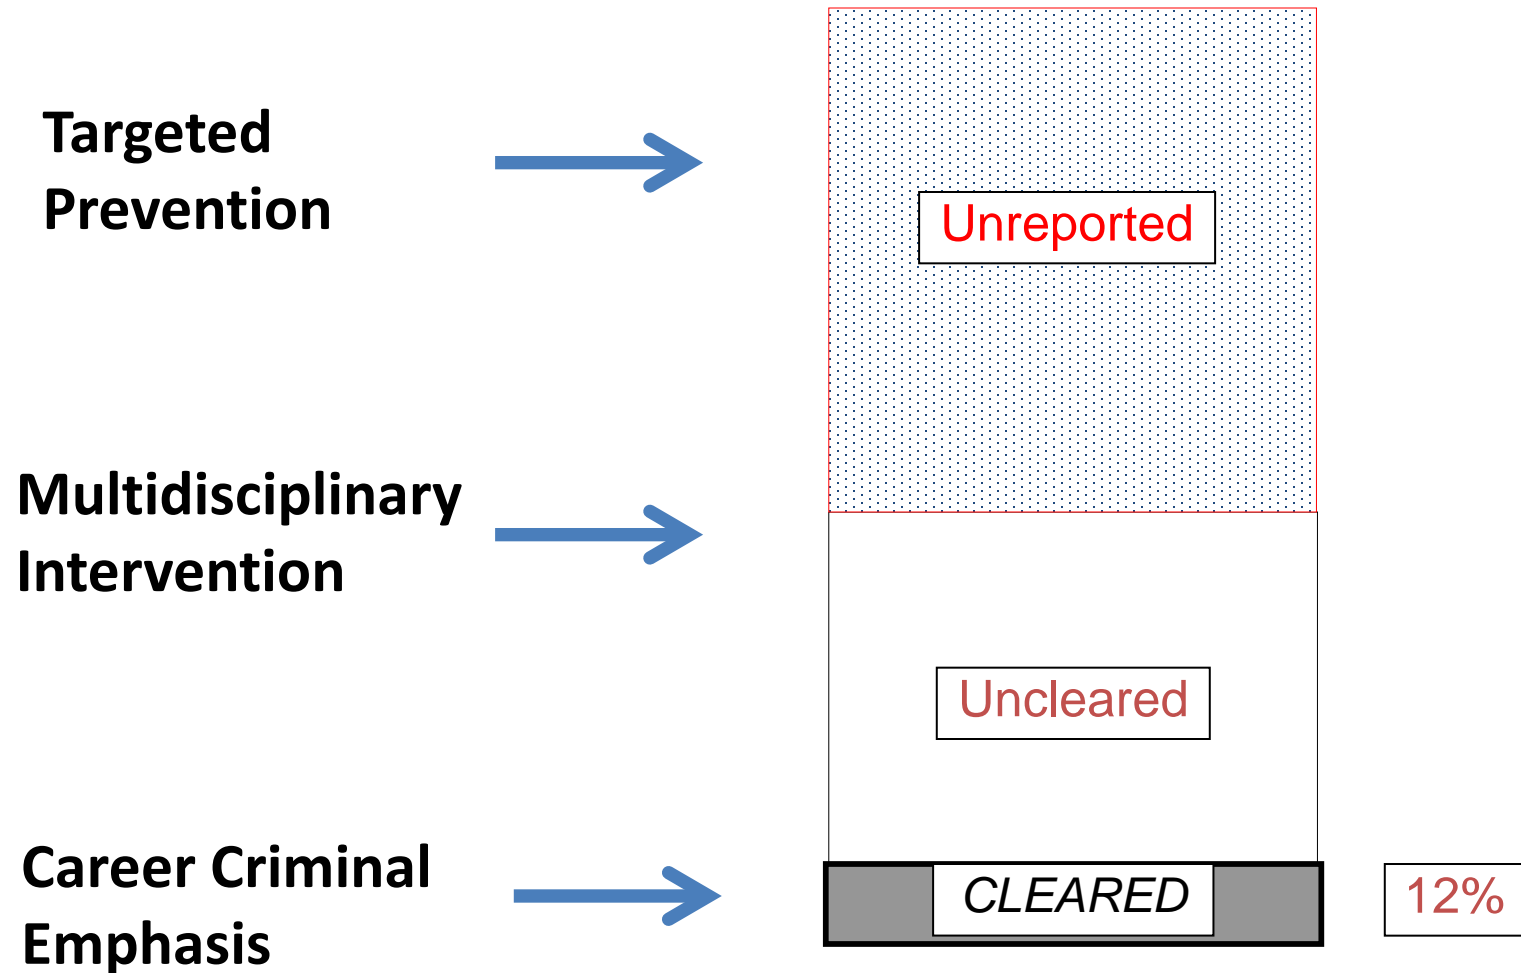 Targeted
Prevention
Unreported
Multidisciplinary
Intervention
Uncleared
Career Criminal
Emphasis
CLEARED
12%